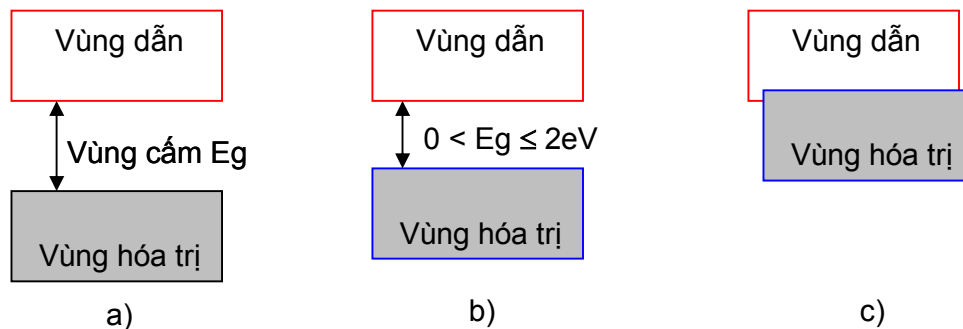 Vùng dẫn
Vùng cấm Eg
Vùng hóa trị
a)
Vùng dẫn
0 < Eg ≤ 2eV
Vùng hóa trị
b)
Vùng dẫn
Vùng hóa trị
c)